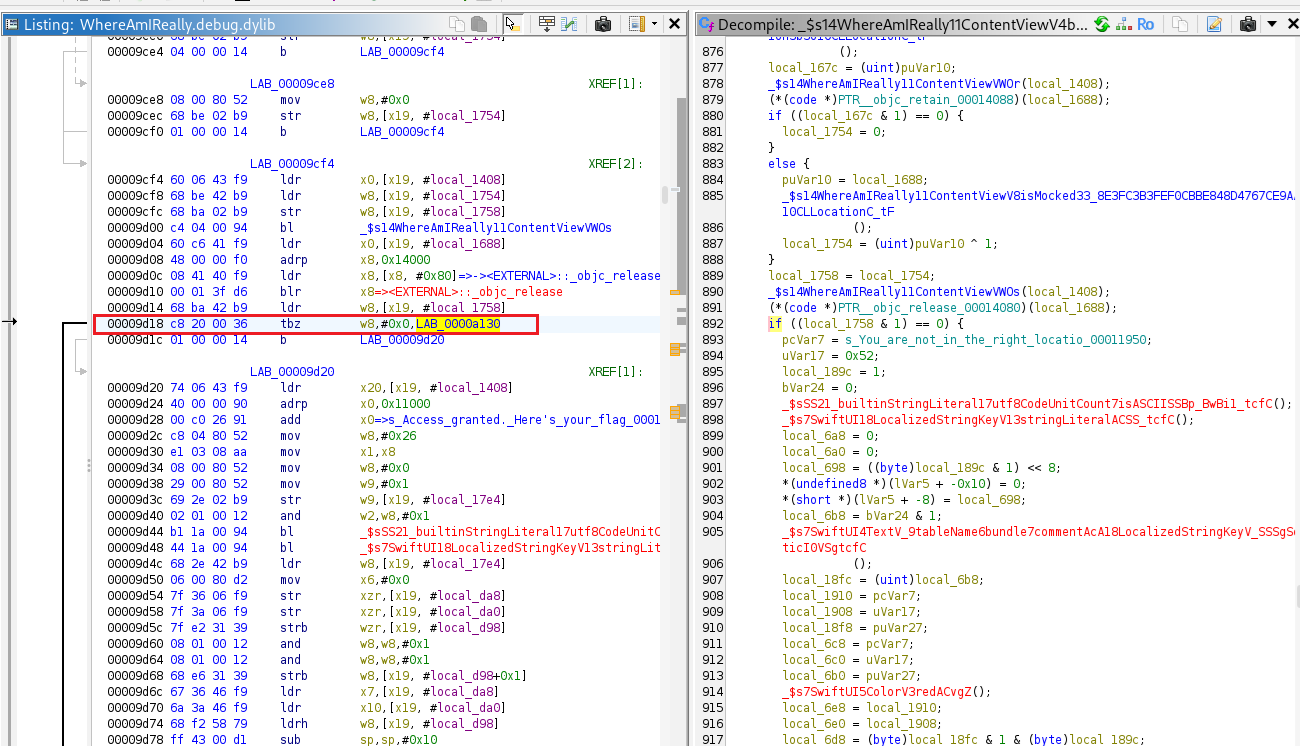 Listing: WhereAmIReally.debug.dylib
00009ce4 04 00 00 14 b LAB_00009cf4
LAB_00009ce8 XREF[1]:
00009ce8 08 00 80 52 mov w8,#0x0
00009cec 68 be 02 b9 str w8,[x19, #local_1754]
00009cf0 01 00 00 14 b LAB_00009cf4
LAB_00009cf4 XREF[2]:
00009cf4 60 06 43 f9 ldr x0,[x19, #local_1408]
00009cf8 68 be 42 b9 ldr w8,[x19, #local_1754]
00009cfc 68 ba 02 b9 str w8,[x19, #local_1758]
00009d00 c4 04 00 94 bl _$s14WhereAmIReally11ContentViewVWOs
00009d04 60 c6 41 f9 ldr x0,[x19, #local_1688]
00009d08 48 00 00 f0 adrp x8,0x14000
00009d0c 08 41 40 f9 ldr x8,[x8, #0x80]=>-><EXTERNAL>::_objc_release
00009d10 00 01 3f d6 blr x8=><EXTERNAL>::_objc_release
00009d14 68 ba 42 b9 ldr w8,[x19, #local_1758]
00009d18 c8 20 00 36 tbz w8,#0x0,LAB_0000a130
00009d1c 01 00 00 14 b LAB_00009d20
LAB_00009d20 XREF[1]:
00009d20 74 06 43 f9 ldr x20,[x19, #local_1408]
00009d24 40 00 00 90 adrp x0,0x11000
00009d28 00 c0 26 91 add x0=>s_Access_granted._Here's_your_flag_0001
00009d2c c8 04 80 52 mov w8,#0x26
00009d30 e1 03 08 aa mov x1,x8
00009d34 08 00 80 52 mov w8,#0x0
00009d38 29 00 80 52 mov w9,#0x1
00009d3c 69 2e 02 b9 str w9,[x19, #local_17e4]
00009d40 02 01 00 12 and w2,w8,#0x1
00009d44 b1 1a 00 94 bl _$sSS21_builtinStringLiteral17utf8CodeUnitC
00009d48 44 1a 00 94 bl _$s7SwiftUI18LocalizedStringKeyV13stringLit
00009d4c 68 2e 42 b9 ldr w8,[x19, #local_17e4]
00009d50 06 00 80 d2 mov x6,#0x0
00009d54 7f 36 06 f9 str xzr,[x19, #local_da8]
00009d58 7f 3a 06 f9 str xzr,[x19, #local_da0]
00009d5c 7f e2 31 39 strb wzr,[x19, #local_d98]
00009d60 08 01 00 12 and w8,w8,#0x1
00009d64 08 01 00 12 and w8,w8,#0x1
00009d68 68 e6 31 39 strb w8,[x19, #local_d98+0x1]
00009d6c 67 36 46 f9 ldr x7,[x19, #local_da8]
00009d70 6a 3a 46 f9 ldr x10,[x19, #local_da0]
00009d74 68 f2 58 79 ldrh w8,[x19, #local_d98]
00009d78 ff 43 00 d1 sub sp,sp,#0x10
Decompile: _$s14WhereAmIReally11ContentViewV4b...
Ro
876 ();
877 local_167c = (uint)puVar10;
878 _$s14WhereAmIReally11ContentViewVWOr(local_1408);
879 (*(code *)PTR__objc_retain_00014088)(local_1688);
880 if ((local_167c & 1) == 0) {
881 local_1754 = 0;
882 }
883 else {
884 puVar10 = local_1688;
885 _$s14WhereAmIReally11ContentViewV8isMocked33_8E3FC3B3FEEF0CBBE848D4767CE9A
10CLLocationC_tF
886 ();
887 local_1754 = (uint)puVar10 ^ 1;
888 }
889 local_1758 = local_1754;
890 _$s14WhereAmIReally11ContentViewVWOs(local_1408);
891 (*(code *)PTR__objc_release_00014080)(local_1688);
892 if ((local_1758 & 1) == 0) {
893 pcVar7 = s_You_are_not_in_the_right_locatio_00011950;
894 uVar17 = 0x52;
895 local_189c = 1;
896 bVar24 = 0;
897 _$sSS21_builtinStringLiteral17utf8CodeUnitCount7isASCIISSBp_BwBi1_tcfC();
898 _$s7SwiftUI18LocalizedStringKeyV13stringLiteralACSS_tcfC();
899 local_6a8 = 0;
900 local_6a0 = 0;
901 local_698 = ((byte)local_189c & 1) << 8;
902 *(undefined8 *)(lVar5 + -0x10) = 0;
903 *(short *)(lVar5 + -8) = local_698;
904 local_6b8 = bVar24 & 1;
905 _$s7SwiftUI4TextV_9tableName6bundle7commentAcA18LocalizedStringKeyV_SSSgS
ticI0VSgtcfC
906 ();
907 local_18fc = (uint)local_6b8;
908 local_1910 = pcVar7;
909 local_1908 = uVar17;
910 local_18f8 = puVar27;
911 local_6c8 = pcVar7;
912 local_6c0 = uVar17;
913 local_6b0 = puVar27;
914 _$s7SwiftUI5ColorV3redACvgZ();
915 local_6e8 = local_1910;
916 local_6e0 = local_1908;
917 local_6d8 = (byte)local_18fc & 1 & (byte)local_189c;